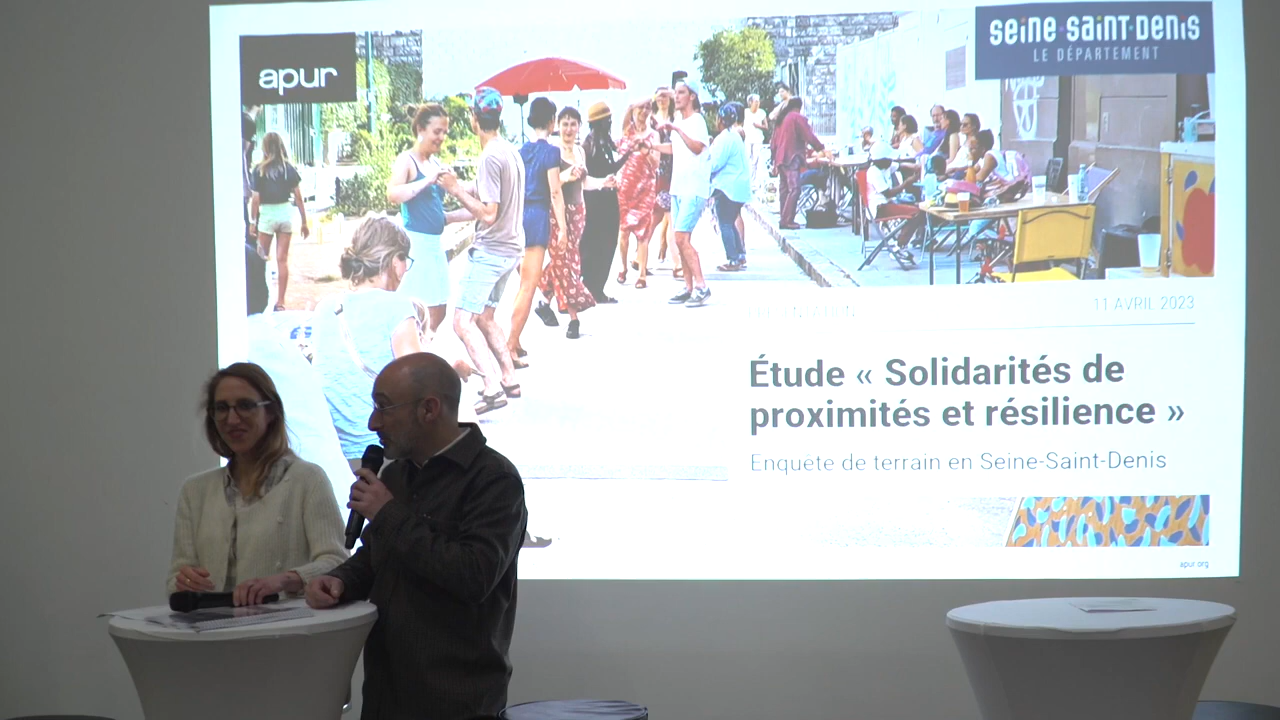 apur
seine-saint-denis
LE DÉPARTEMENT
PRÉSENTATION
11 AVRIL 2023
Étude « Solidarités de
proximités et résilience »
Enquête de terrain en Seine-Saint-Denis
apur.org